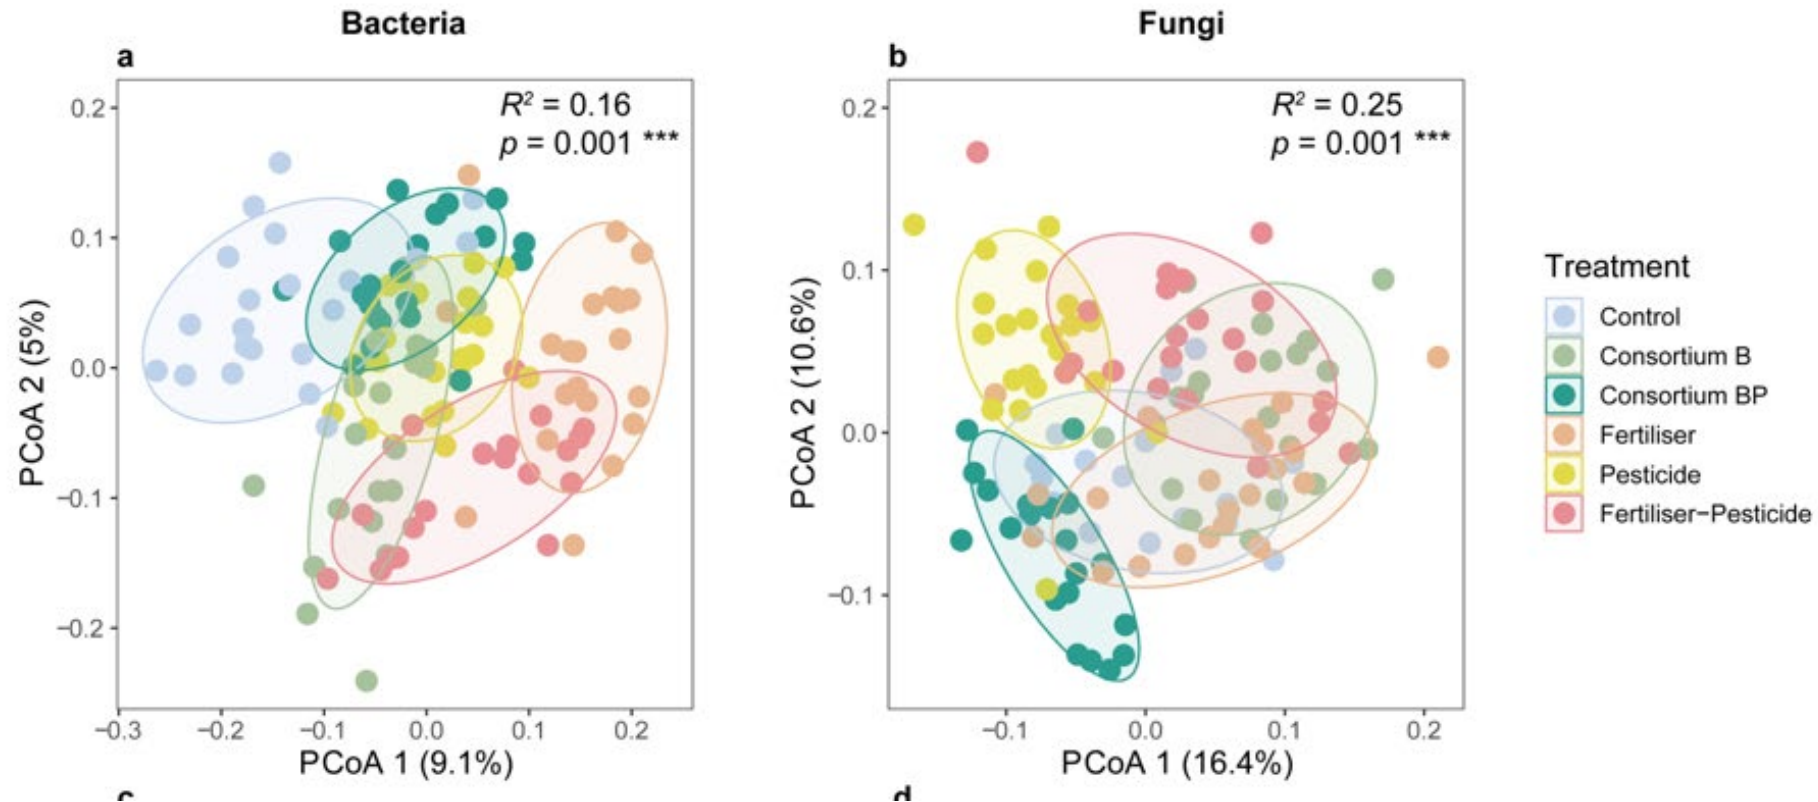 Bacteria
a
R² = 0.16
p = 0.001 ***
0.2
0.1
0.0
−0.1
−0.2
PCoA 2 (5%)
−0.3 −0.2 −0.1 0.0 0.1 0.2
PCoA 1 (9.1%)
c
Fungi
b
R² = 0.25
p = 0.001 ***
0.2
0.1
0.0
−0.1
PCoA 2 (10.6%)
−0.1 0.0 0.1 0.2
PCoA 1 (16.4%)
d
Treatment
Control
Consortium B
Consortium BP
Fertiliser
Pesticide
Fertiliser−Pesticide